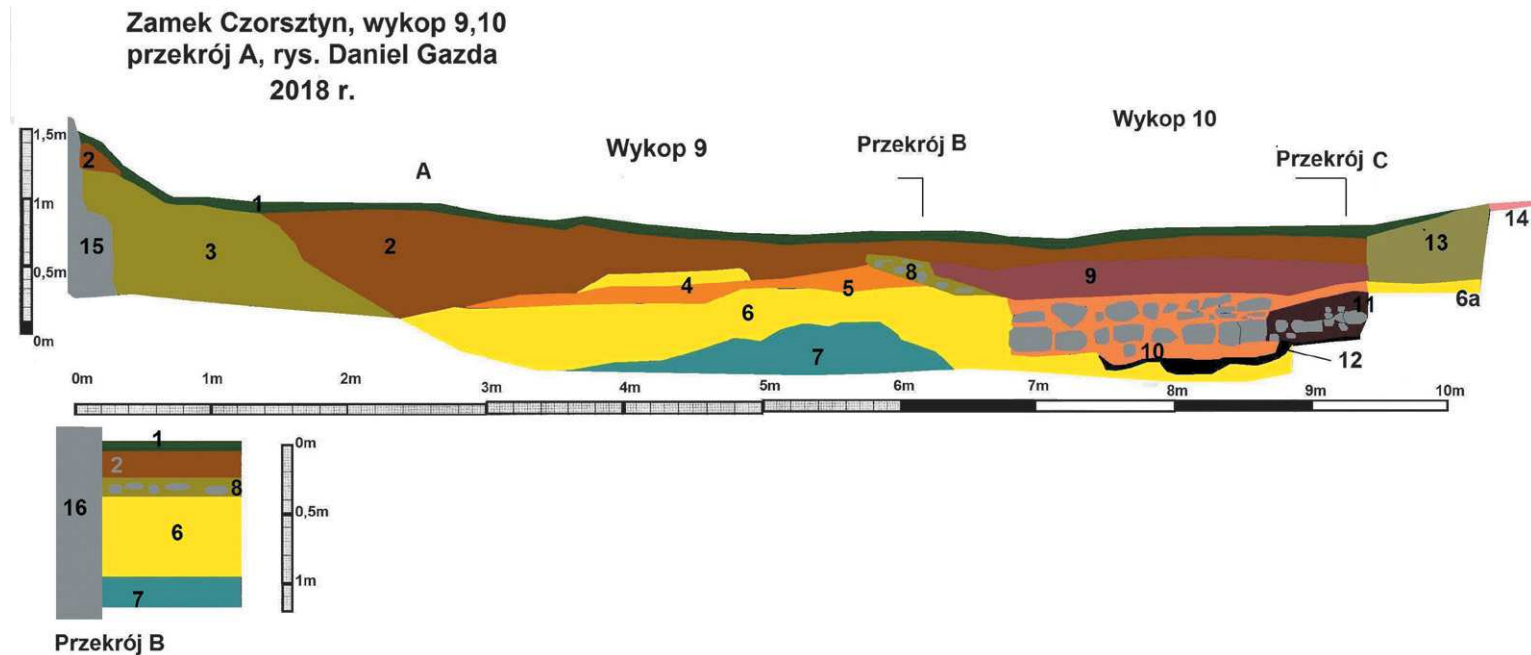 Zamek Czorsztyn, wykop 9,10
przekrój A, rys. Daniel Gazda
2018 r.
Wykop 10
Wykop 9
Przekrój B
Przekrój C
A
1,5m
1m
0,5m
0m
2
1
15
3
2
4
5
6
7
8
9
10
11
12
13
14
6a
0m
1m
2m
3m
4m
5m
6m
7m
8m
9m
10m
1
2
8
16
6
7
0m
0,5m
1m
Przekrój B